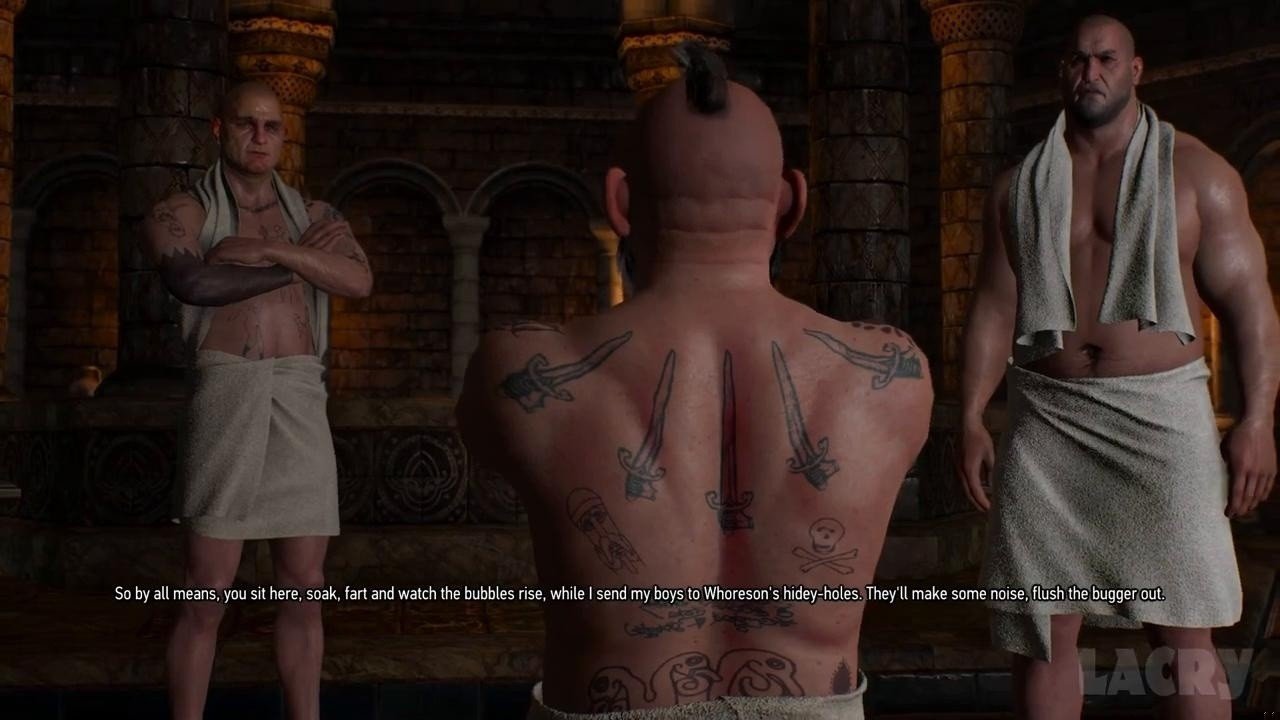 So by all means, you sit here, soak, fart and watch the bubbles rise, while I send my boys to Whoreson's hidey-holes. They'll make some noise, flush the bugger out.
LACRY